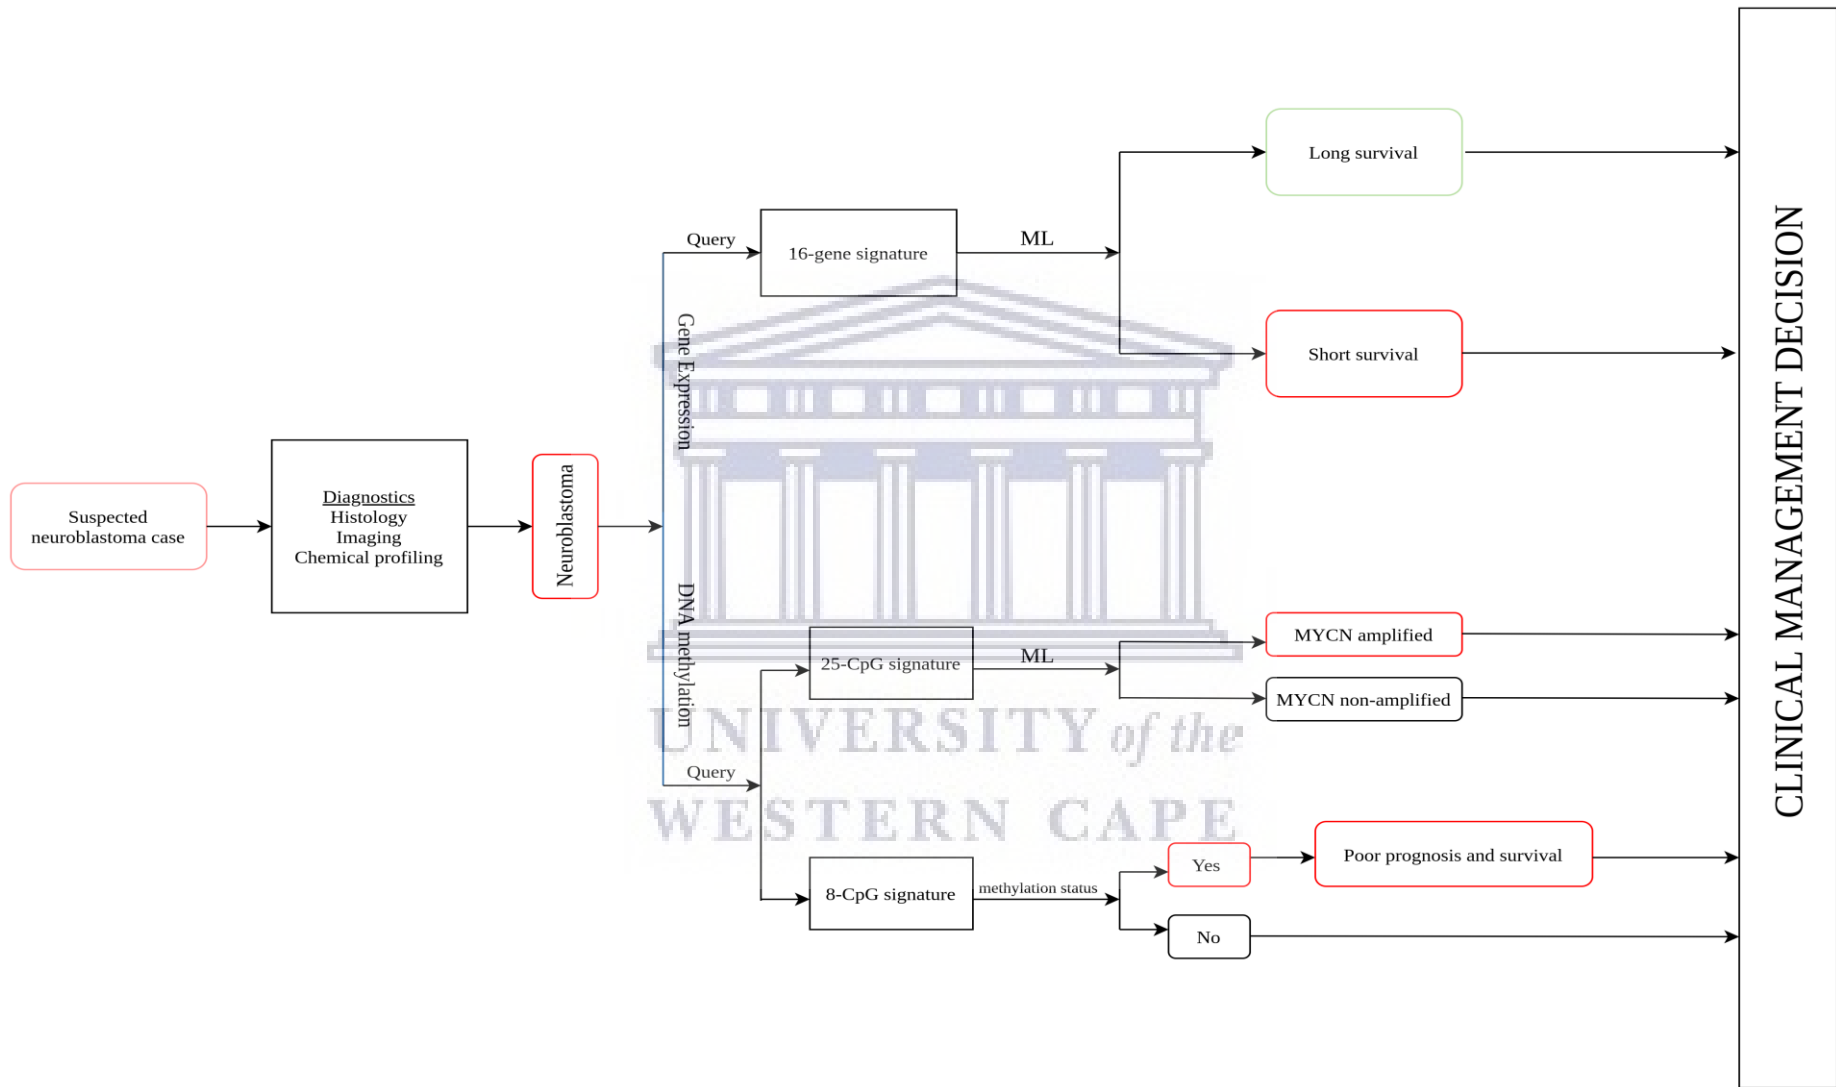 Suspected
neuroblastoma case
Diagnostics
Histology
Imaging
Chemical profiling
Neuroblastoma
Gene Expression
DNA methylation
Query
16-gene signature
ML
Long survival
Short survival
Query
25-CpG signature
ML
MYCN amplified
MYCN non-amplified
8-CpG signature
methylation status
Yes
Poor prognosis and survival
No
CLINICAL MANAGEMENT DECISION
UNIVERSITY of the
WESTERN CAPE